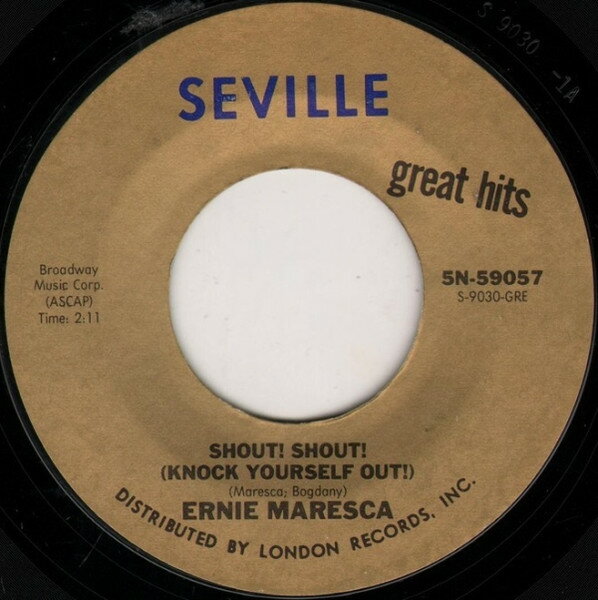 S 9030 -1A
SEVILLE
great hits
Broadway
Music Corp.
(ASCAP)
Time: 2:11
5N-59057
S-9030-GRE
SHOUT! SHOUT!
(KNOCK YOURSELF OUT!)
(Maresca; Bogdany)
ERNIE MARESCA
DISTRIBUTED BY LONDON RECORDS, INC.